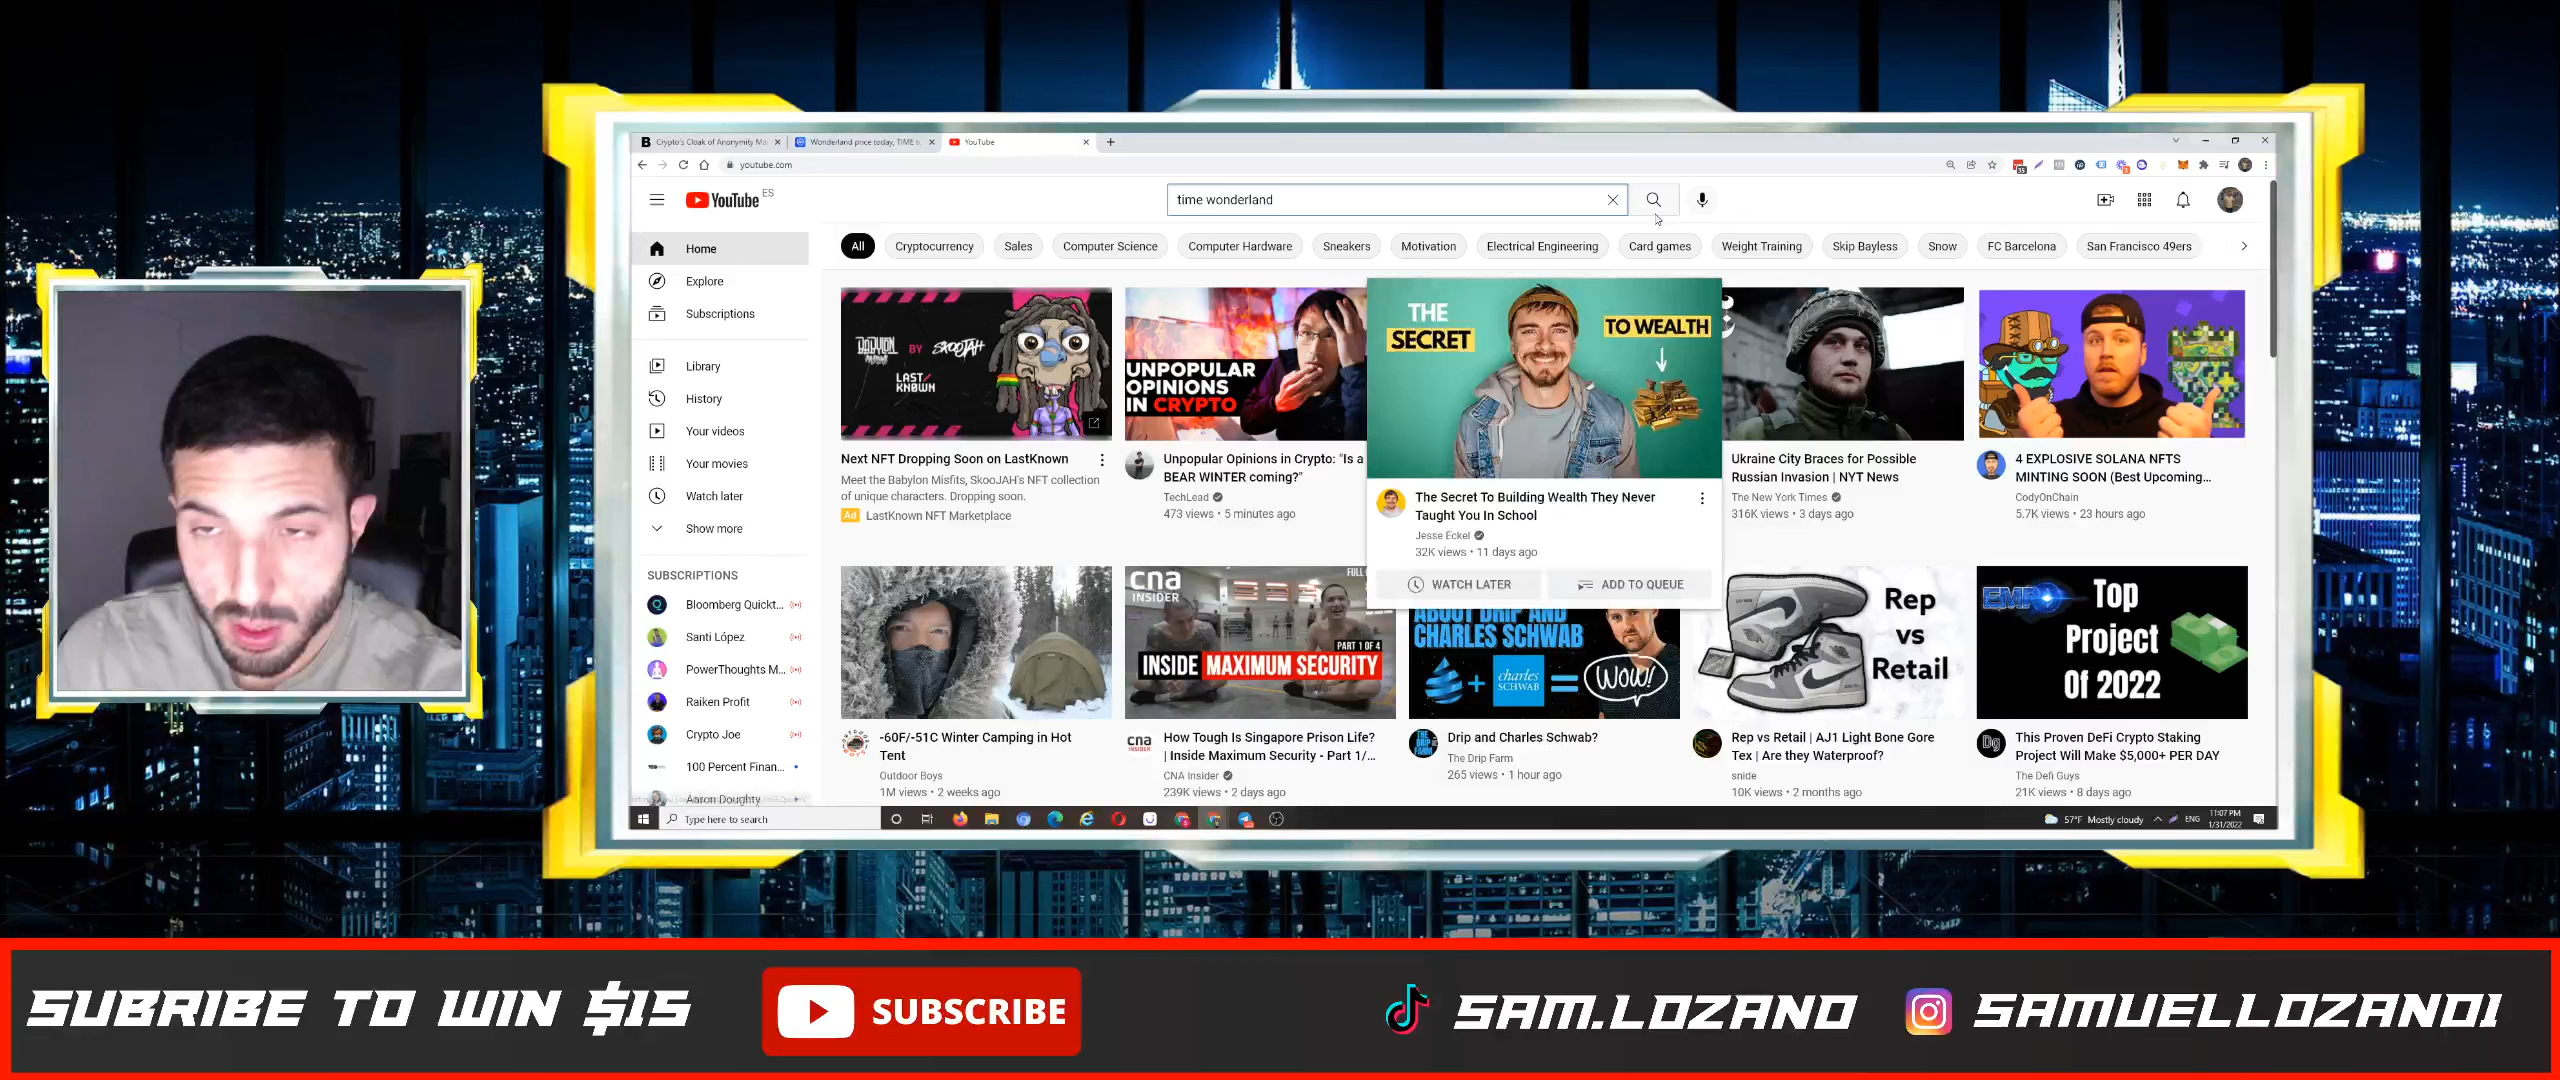 Crypto's Cloak of Anonymity Ma
Wonderland price today, TIME t
YouTube
youtube.com
YouTube ES
time wonderland
All
Cryptocurrency
Sales
Computer Science
Computer Hardware
Sneakers
Motivation
Electrical Engineering
Card games
Weight Training
Skip Bayless
Snow
FC Barcelona
San Francisco 49ers
Home
Explore
Subscriptions
Library
History
Your videos
Your movies
Watch later
Show more
SUBSCRIPTIONS
Bloomberg Quickt...
Santi López
PowerThoughts M...
Raiken Profit
Crypto Joe
100 Percent Finan...
Aaron Doughty
BABYLON BY SKOOJAH
LAST KNOWN
Next NFT Dropping Soon on LastKnown
Meet the Babylon Misfits, SkooJAH's NFT collection
of unique characters. Dropping soon.
Ad LastKnown NFT Marketplace
UNPOPULAR
OPINIONS
IN CRYPTO
Unpopular Opinions in Crypto: "Is a
BEAR WINTER coming?"
TechLead
473 views • 5 minutes ago
THE
SECRET
TO WEALTH
The Secret To Building Wealth They Never
Taught You In School
Jesse Eckel
32K views • 11 days ago
WATCH LATER
ADD TO QUEUE
Ukraine City Braces for Possible
Russian Invasion | NYT News
The New York Times
316K views • 3 days ago
4 EXPLOSIVE SOLANA NFTS
MINTING SOON (Best Upcoming...
CodyOnChain
5.7K views • 23 hours ago
-60F/-51C Winter Camping in Hot
Tent
Outdoor Boys
1M views • 2 weeks ago
cna
INSIDER
FULL
PART 1 OF 4
INSIDE MAXIMUM SECURITY
How Tough Is Singapore Prison Life?
| Inside Maximum Security - Part 1/...
CNA Insider
239K views • 2 days ago
ABOUT DRIP AND
CHARLES SCHWAB
+ charles SCHWAB = WOW!
Drip and Charles Schwab?
The Drip Farm
265 views • 1 hour ago
Rep
vs
Retail
Rep vs Retail | AJ1 Light Bone Gore
Tex | Are they Waterproof?
snide
10K views • 2 months ago
EMP
Top
Project
Of 2022
Dg
This Proven DeFi Crypto Staking
Project Will Make $5,000+ PER DAY
The Defi Guys
21K views • 8 days ago
Type here to search
57°F Mostly cloudy
ENG
11:07 PM
1/31/2022
SUBRIBE TO WIN $15
SUBSCRIBE
SAM.LOZANO
SAMUELLOZANO1